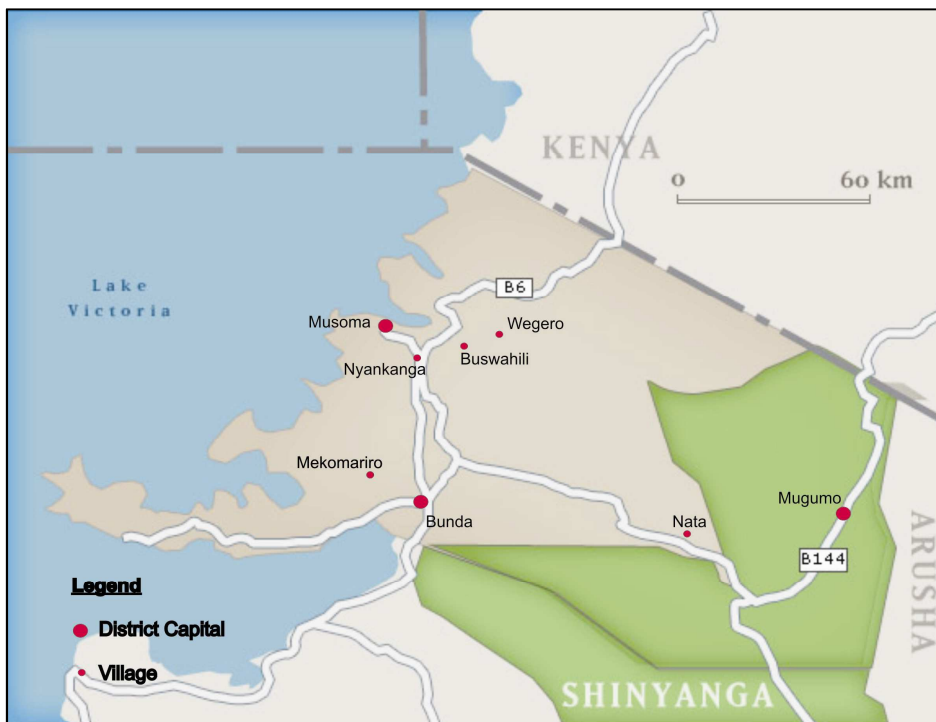 KENYA
0 60 km
Lake
Victoria
B6
Musoma
Wegero
Buswahili
Nyankanga
Mekomariro
Bunda
Nata
Mugumo
B144
ARUSHA
Legend
District Capital
Village
SHINYANGA